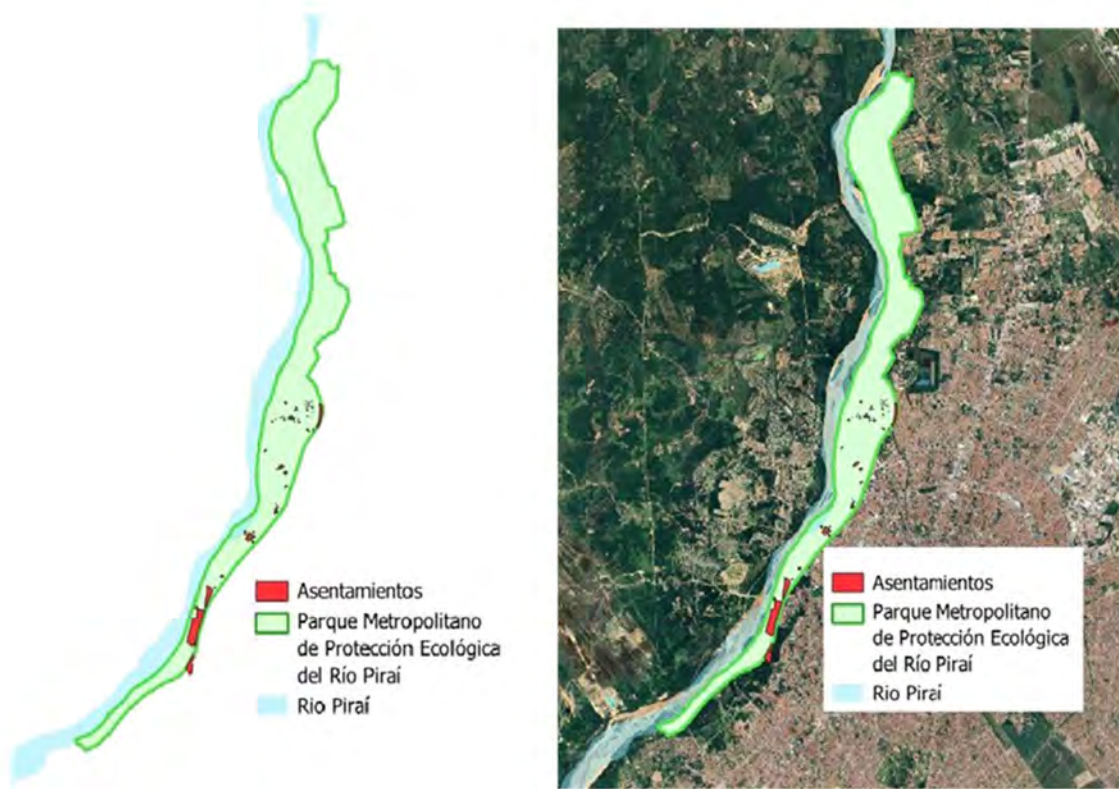 Asentamientos
Parque Metropolitano
de Protección Ecológica
del Río Piraí
Rio Piraí
Asentamientos
Parque Metropolitano
de Protección Ecológica
del Río Piraí
Rio Piraí